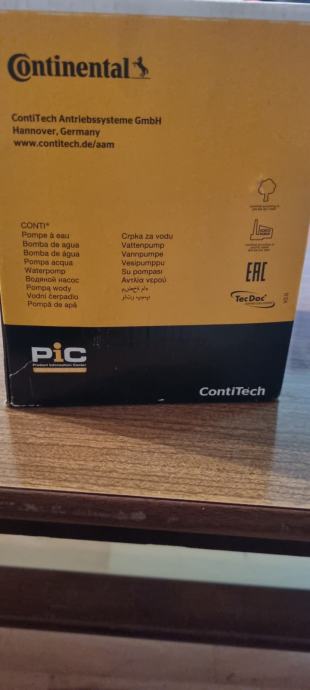 Continental
ContiTech Antriebssysteme GmbH
Hannover, Germany
www.contitech.de/aam
CONTI®
Pompe à eau
Bomba de agua
Bomba de água
Pompa acqua
Waterpomp
Водяной насос
Pompa wody
Vodní čerpadlo
Pompă de apă
Crpka za vodu
Vattenpump
Vannpumpe
Vesipumppu
Su pompası
Αντλία νερού
EAC
TecDoc
PiC
Product Information Center
ContiTech